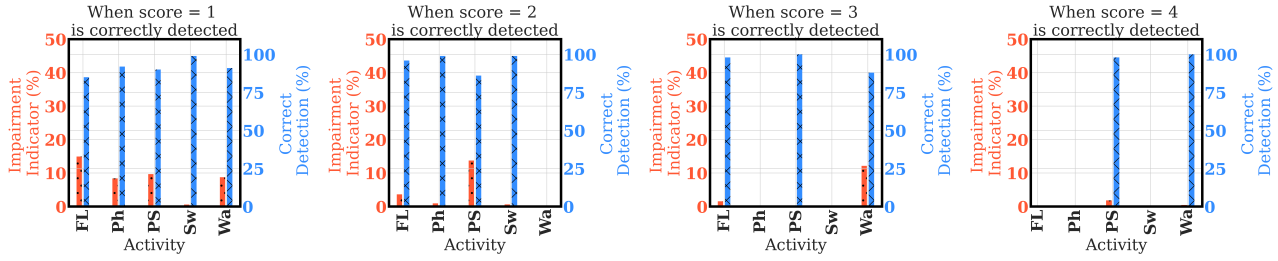 When score = 1
is correctly detected
50
40
30
20
10
0
Impairment
Indicator (%)
100
75
50
25
0
Correct
Detection (%)
FL
Ph
PS
Sw
Wa
Activity
When score = 2
is correctly detected
50
40
30
20
10
0
Impairment
Indicator (%)
100
75
50
25
0
Correct
Detection (%)
FL
Ph
PS
Sw
Wa
Activity
When score = 3
is correctly detected
50
40
30
20
10
0
Impairment
Indicator (%)
100
75
50
25
0
Correct
Detection (%)
FL
Ph
PS
Sw
Wa
Activity
When score = 4
is correctly detected
50
40
30
20
10
0
Impairment
Indicator (%)
100
75
50
25
0
Correct
Detection (%)
FL
Ph
PS
Sw
Wa
Activity